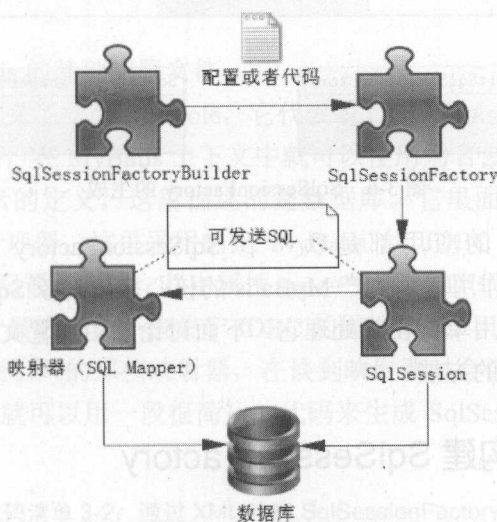 配置或者代码
SqlSessionFactoryBuilder
SqlSessionFactory
可发送SQL
映射器（SQL Mapper）
SqlSession
数据库